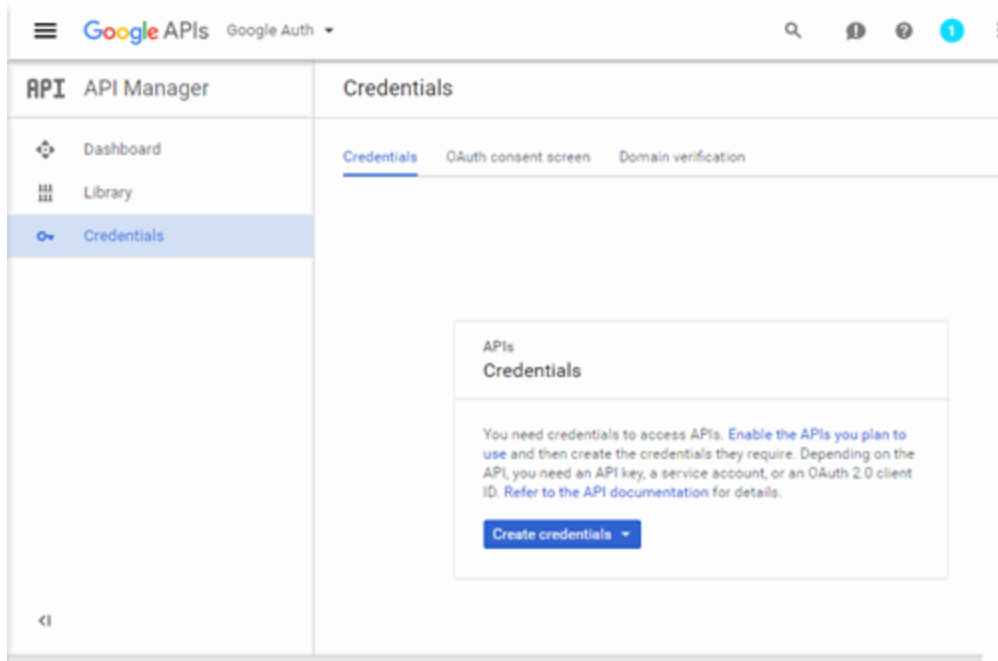 Google APIs Google Auth
1
API API Manager
Credentials
Dashboard
Library
Credentials
Credentials OAuth consent screen Domain verification
APIs
Credentials
You need credentials to access APIs. Enable the APIs you plan to
use and then create the credentials they require. Depending on the
API, you need an API key, a service account, or an OAuth 2.0 client
ID. Refer to the API documentation for details.
Create credentials